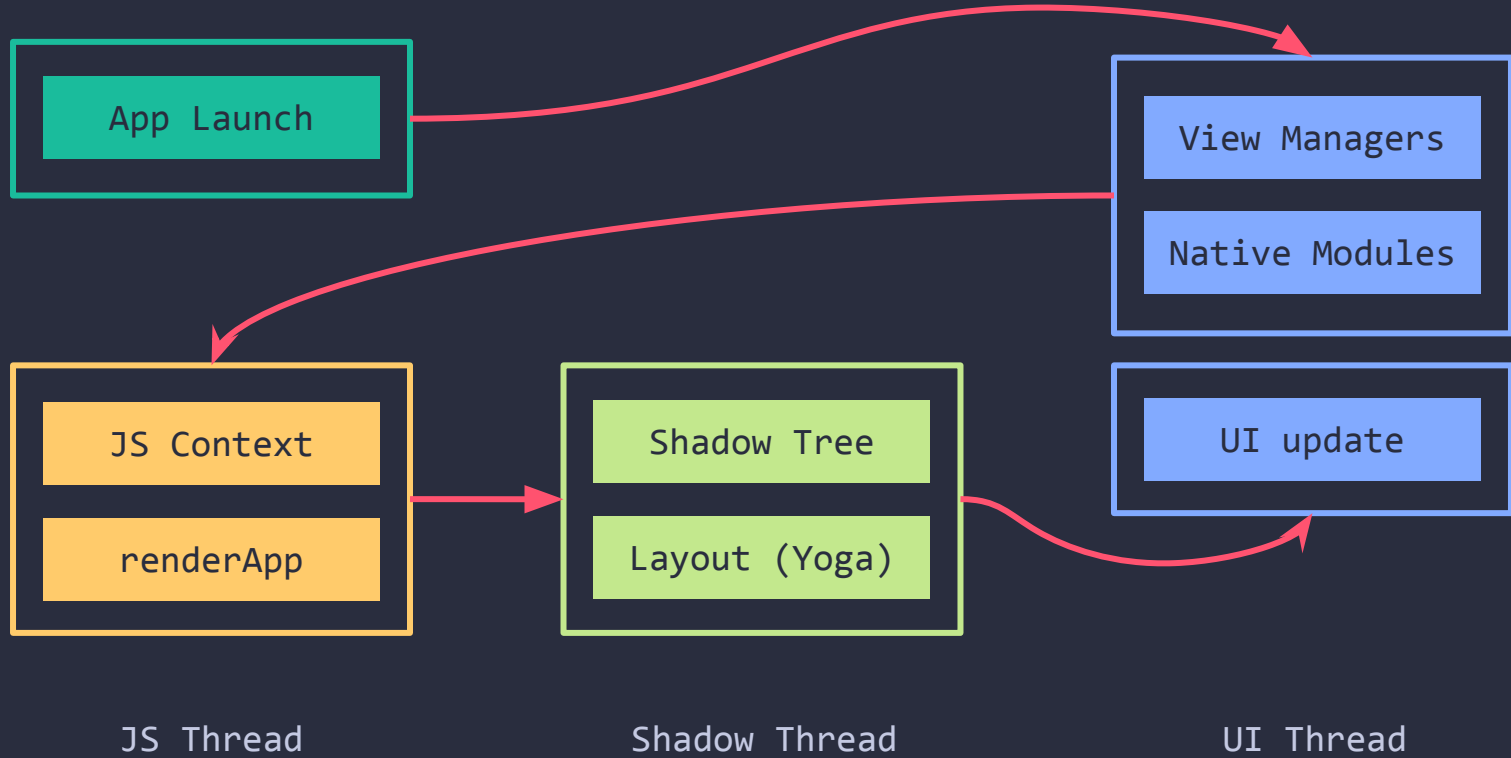 App Launch
View Managers
Native Modules
JS Context
renderApp
Shadow Tree
Layout (Yoga)
UI update
JS Thread
Shadow Thread
UI Thread